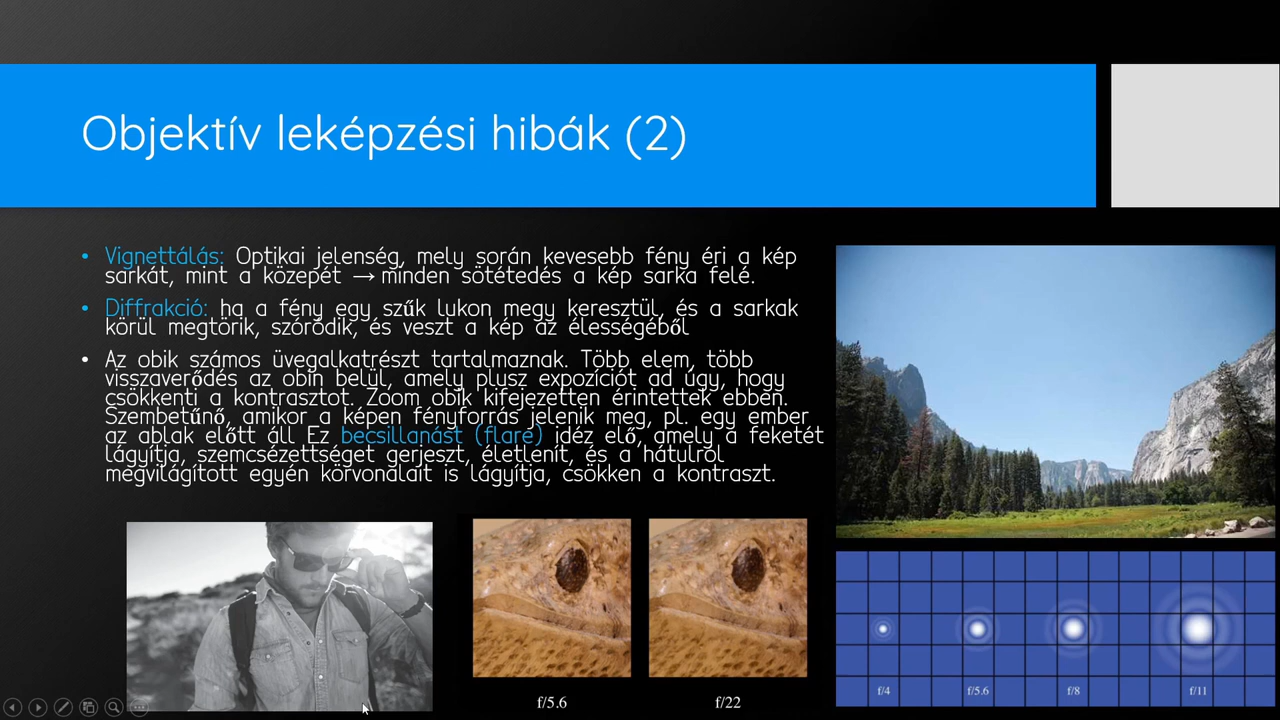 Objektív leképzési hibák (2)
• Vignettálás: Optikai jelenség, mely során kevesebb fény éri a kép
sarkát, mint a közepét → minden sötétedés a kép sarka felé.
• Diffrakció: ha a fény egy szűk lukon megy keresztül, és a sarkak
körül megtörik, szóródik, és veszt a kép az élességéből
• Az obik számos üvegalkatrészt tartalmaznak. Több elem, több
visszaverődés az obin belül, amely plusz expozíciót ad úgy, hogy
csökkenti a kontrasztot. Zoom obik kifejezetten érintettek ebben.
Szembetűnő, amikor a képen fényforrás jelenik meg, pl. egy ember
az ablak előtt áll Ez becsillanást (flare) idéz elő, amely a feketét
lágyítja, szemcsézettséget gerjeszt, életlenít, és a hátulról
megvilágított egyén körvonalait is lágyítja, csökken a kontraszt.
f/5.6
f/22
f/4
f/5.6
f/8
f/11